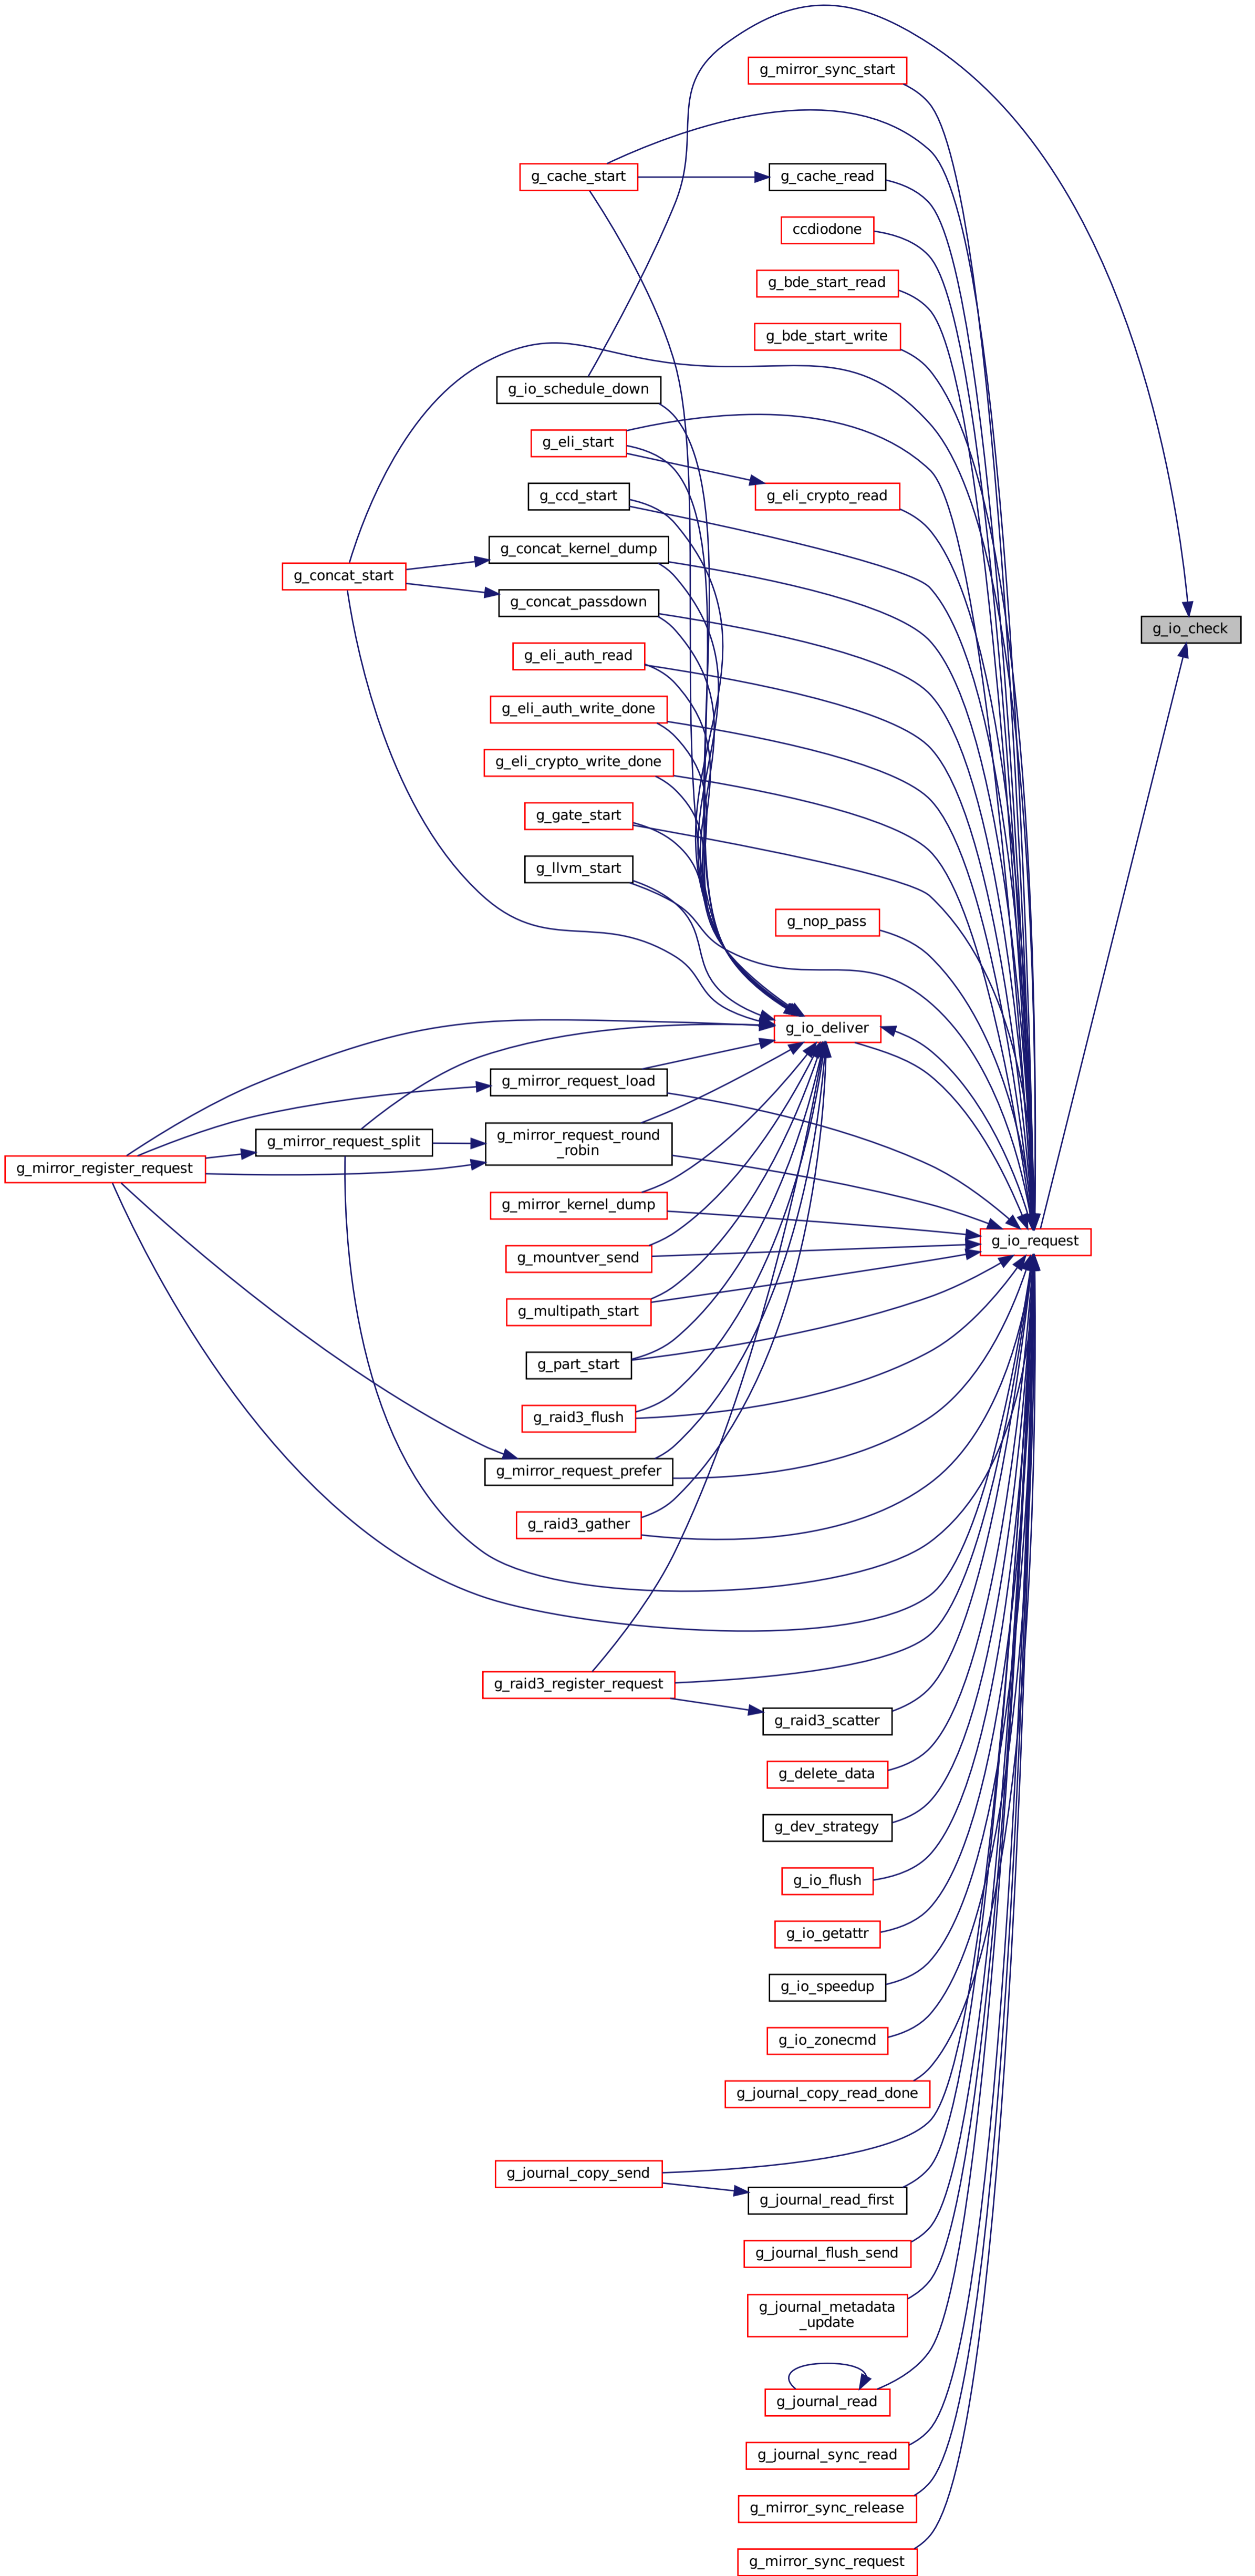 g_mirror_sync_start
g_cache_start
g_cache_read
ccdiodone
g_bde_start_read
g_bde_start_write
g_io_schedule_down
g_eli_start
g_ccd_start
g_eli_crypto_read
g_concat_kernel_dump
g_concat_start
g_concat_passdown
g_io_check
g_eli_auth_read
g_eli_auth_write_done
g_eli_crypto_write_done
g_gate_start
g_llvm_start
g_nop_pass
g_io_deliver
g_mirror_request_load
g_mirror_request_round
_robin
g_mirror_request_split
g_mirror_register_request
g_mirror_kernel_dump
g_io_request
g_mountver_send
g_multipath_start
g_part_start
g_raid3_flush
g_mirror_request_prefer
g_raid3_gather
g_raid3_register_request
g_raid3_scatter
g_delete_data
g_dev_strategy
g_io_flush
g_io_getattr
g_io_speedup
g_io_zonecmd
g_journal_copy_read_done
g_journal_copy_send
g_journal_read_first
g_journal_flush_send
g_journal_metadata
_update
g_journal_read
g_journal_sync_read
g_mirror_sync_release
g_mirror_sync_request